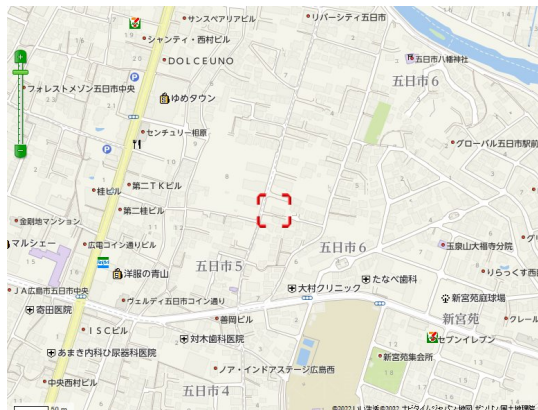 サンスペアリアビル
リバーシティ五日市
シャンティ・西村ビル
DOLCEUNO
五日市八幡神社
五日市6
フォレストメゾン五日市中央
ゆめタウン
センチュリー相原
グローバル五日市駅前
桂ビル
第二TKビル
第二桂ビル
金剛地マンション
マルシェー
広電コイン通りビル
五日市6
玉泉山大福寺分院
五日市5
洋服の青山
りらっくす西
たなべ歯科
大村クリニック
JA広島市五日市中央
ヴェルディ五日市コイン通り
新宮苑庭球場
寄田医院
善岡ビル
新宮苑
クレール
ISCビル
対木歯科医院
セブンイレブン
あまき内科ひ尿器科医院
新宮苑集会所
ノア・インドアステージ広島西
中央西村ビル
五日市4
50 m